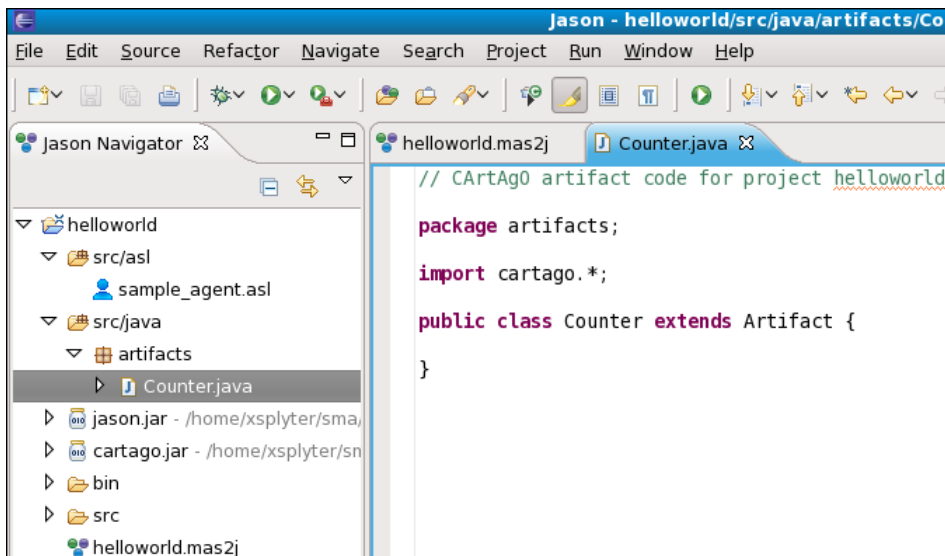 Jason - helloworld/src/java/artifacts/Co
File Edit Source Refactor Navigate Search Project Run Window Help
Jason Navigator
helloworld.mas2j
Counter.java
// CArtAgO artifact code for project helloworld
package artifacts;
import cartago.*;
public class Counter extends Artifact {
}
helloworld
src/asl
sample_agent.asl
src/java
artifacts
Counter.java
jason.jar - /home/xsplyter/sma/
cartago.jar - /home/xsplyter/sm
bin
src
helloworld.mas2j